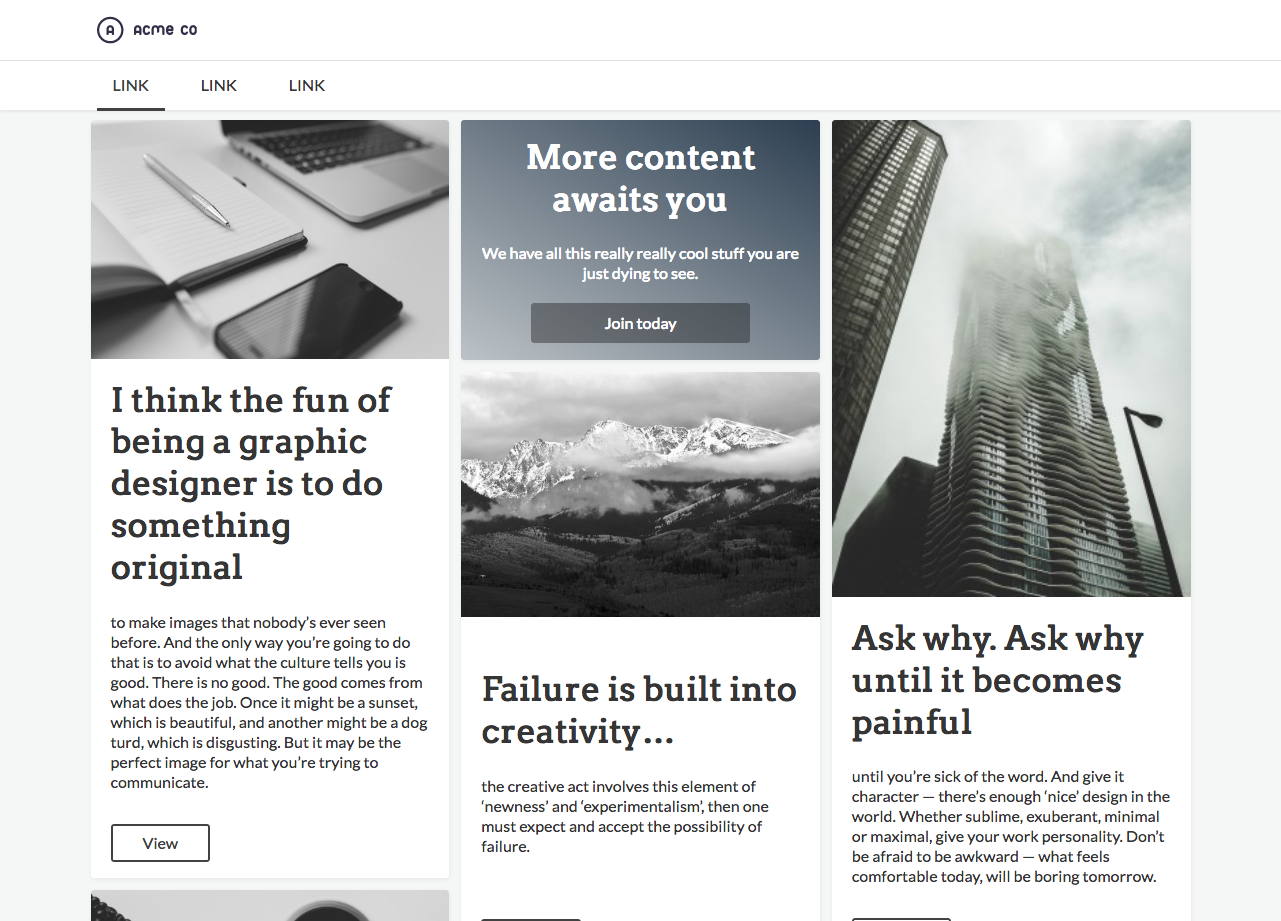 A acme co
LINK LINK LINK
I think the fun of
being a graphic
designer is to do
something
original
to make images that nobody’s ever seen
before. And the only way you’re going to do
that is to avoid what the culture tells you is
good. There is no good. The good comes from
what does the job. Once it might be a sunset,
which is beautiful, and another might be a dog
turd, which is disgusting. But it may be the
perfect image for what you’re trying to
communicate.
View
More content
awaits you
We have all this really really cool stuff you are
just dying to see.
Join today
Failure is built into
creativity…
the creative act involves this element of
‘newness’ and ‘experimentalism’, then one
must expect and accept the possibility of
failure.
Ask why. Ask why
until it becomes
painful
until you’re sick of the word. And give it
character — there’s enough ‘nice’ design in the
world. Whether sublime, exuberant, minimal
or maximal, give your work personality. Don’t
be afraid to be awkward — what feels
comfortable today, will be boring tomorrow.